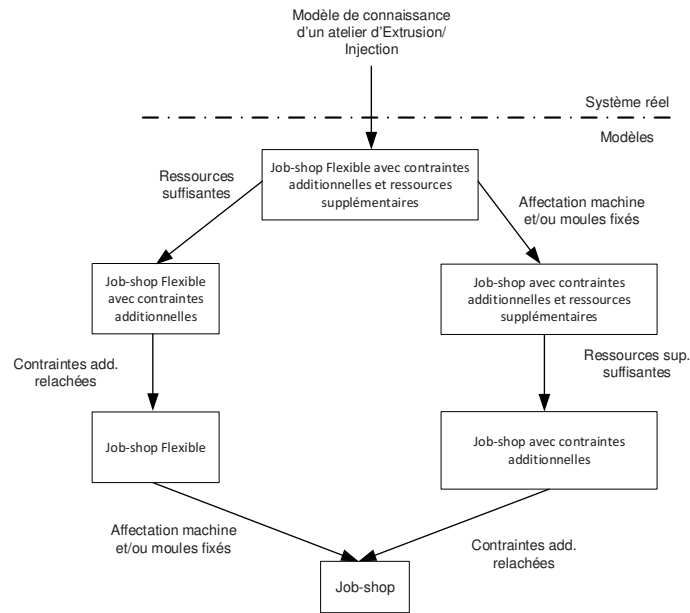 Modèle de connaissance
d'un atelier d'Extrusion/
Injection
Système réel
Modèles
Job-shop Flexible avec contraintes
additionnelles et ressources
supplémentaires
Ressources
suffisantes
Affectation machine
et/ou moules fixés
Job-shop Flexible
avec contraintes
additionnelles
Job-shop avec contraintes
additionnelles et ressources
supplémentaires
Contraintes add.
relachées
Ressources sup.
suffisantes
Job-shop Flexible
Job-shop avec contraintes
additionnelles
Affectation machine
et/ou moules fixés
Contraintes add.
relachées
Job-shop